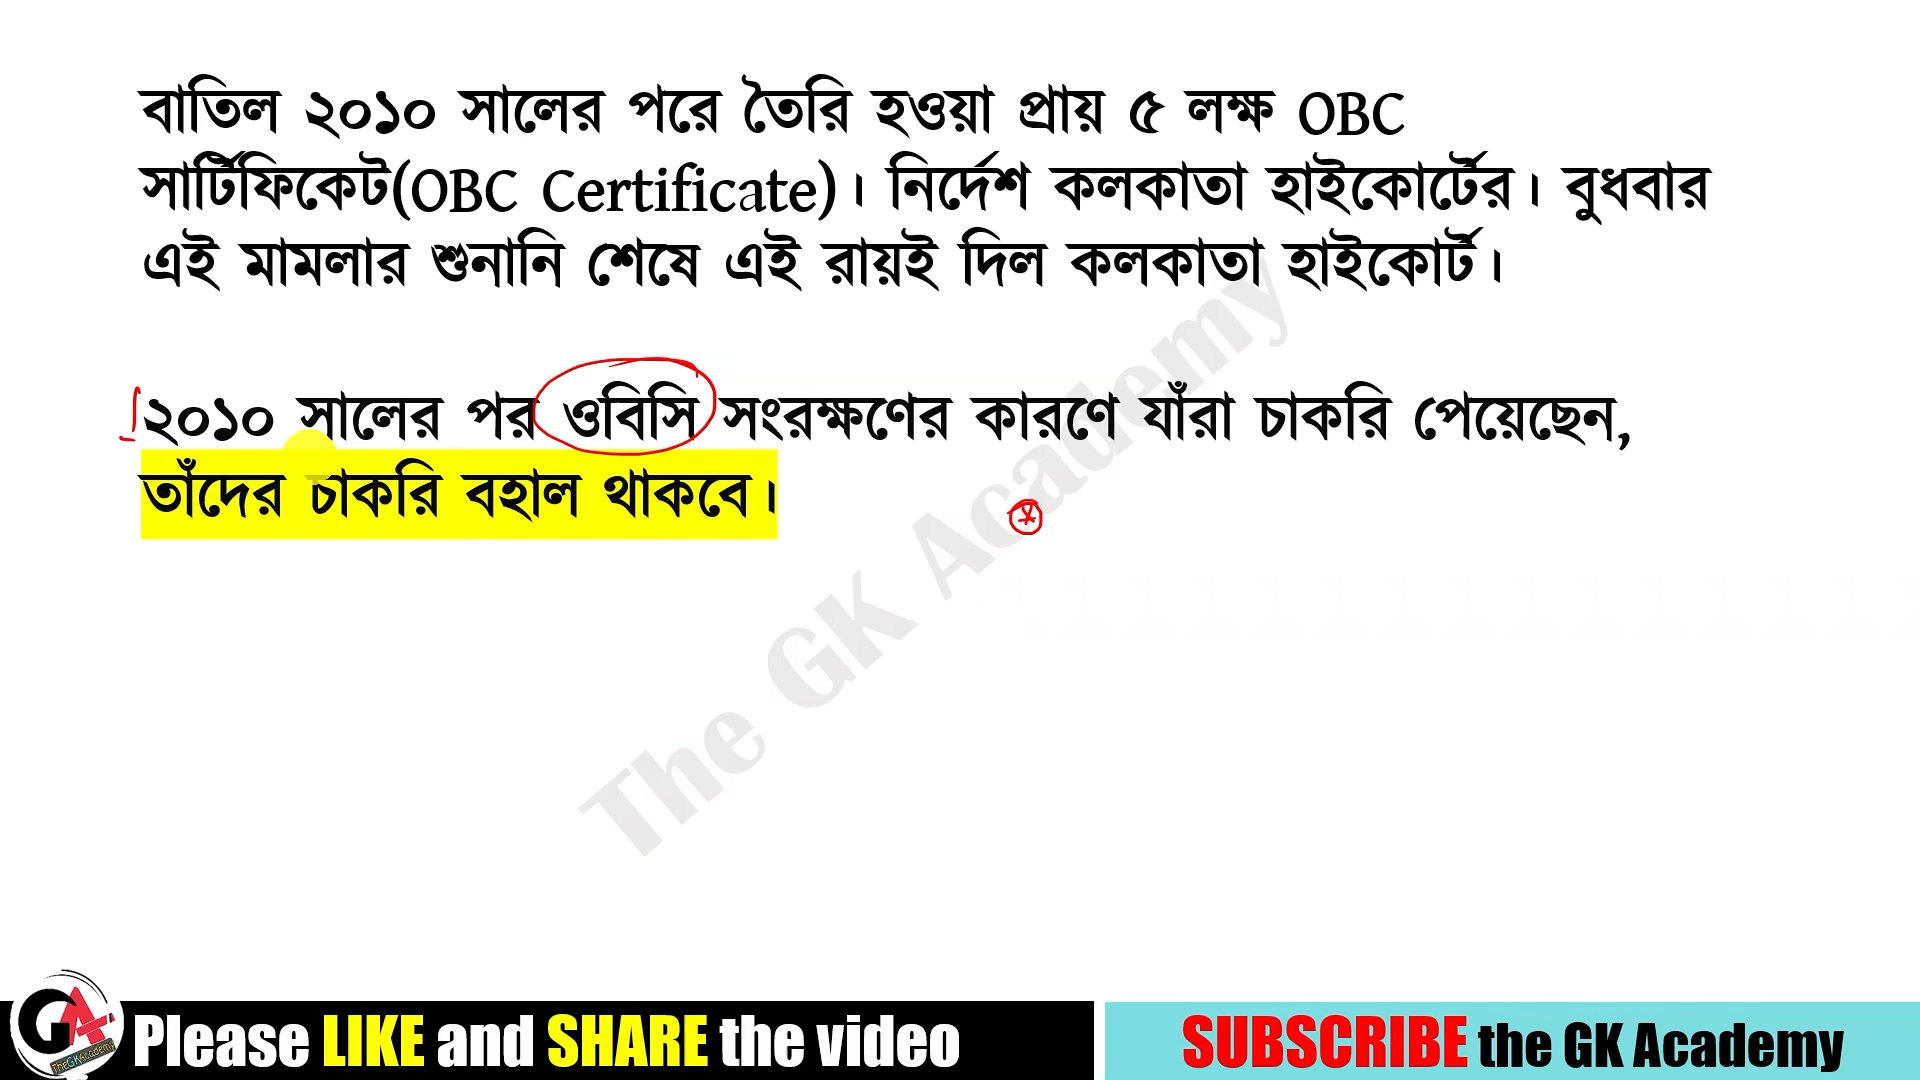 বাতিল ২০১০ সালের পরে তৈরি হওয়া প্রায় ৫ লক্ষ OBC
সার্টিফিকেট(OBC Certificate)। নির্দেশ কলকাতা হাইকোর্টের। বুধবার
এই মামলার শুনানি শেষে এই রায়ই দিল কলকাতা হাইকোর্ট।
২০১০ সালের পর ওবিসি সংরক্ষণের কারণে যাঁরা চাকরি পেয়েছেন,
তাঁদের চাকরি বহাল থাকবে।
The GK Academy
GA
TheGKAcademy
Please LIKE and SHARE the video
SUBSCRIBE the GK Academy